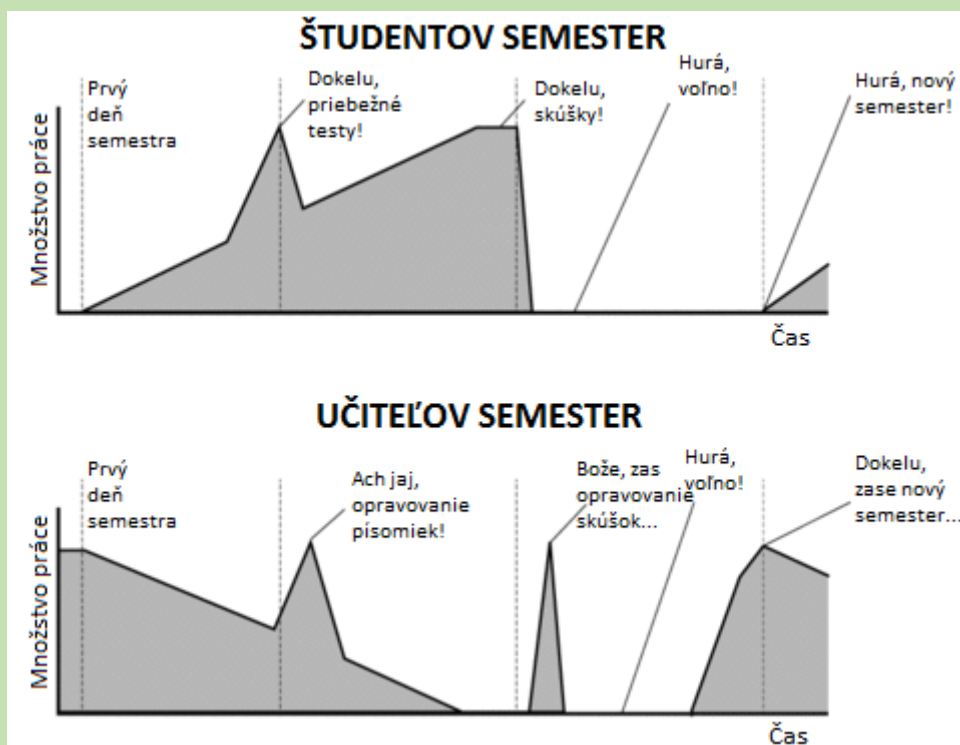 ŠTUDENTOV SEMESTER
Množstvo práce
Prvý
deň
semestra
Dokelu,
priebežné
testy!
Dokelu,
skúšky!
Hurá,
voľno!
Hurá, nový
semester!
Čas
UČITEĽOV SEMESTER
Množstvo práce
Prvý
deň
semestra
Ach jaj,
opravovanie
písomiek!
Bože, zas
opravovanie
skúšok...
Hurá,
voľno!
Dokelu,
zase nový
semester...
Čas